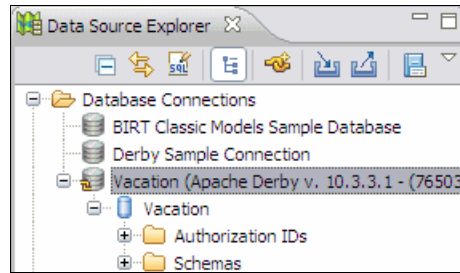 Data Source Explorer
SQL
Database Connections
BIRT Classic Models Sample Database
Derby Sample Connection
Vacation (Apache Derby v. 10.3.3.1 - (76503
Vacation
Authorization IDs
Schemas